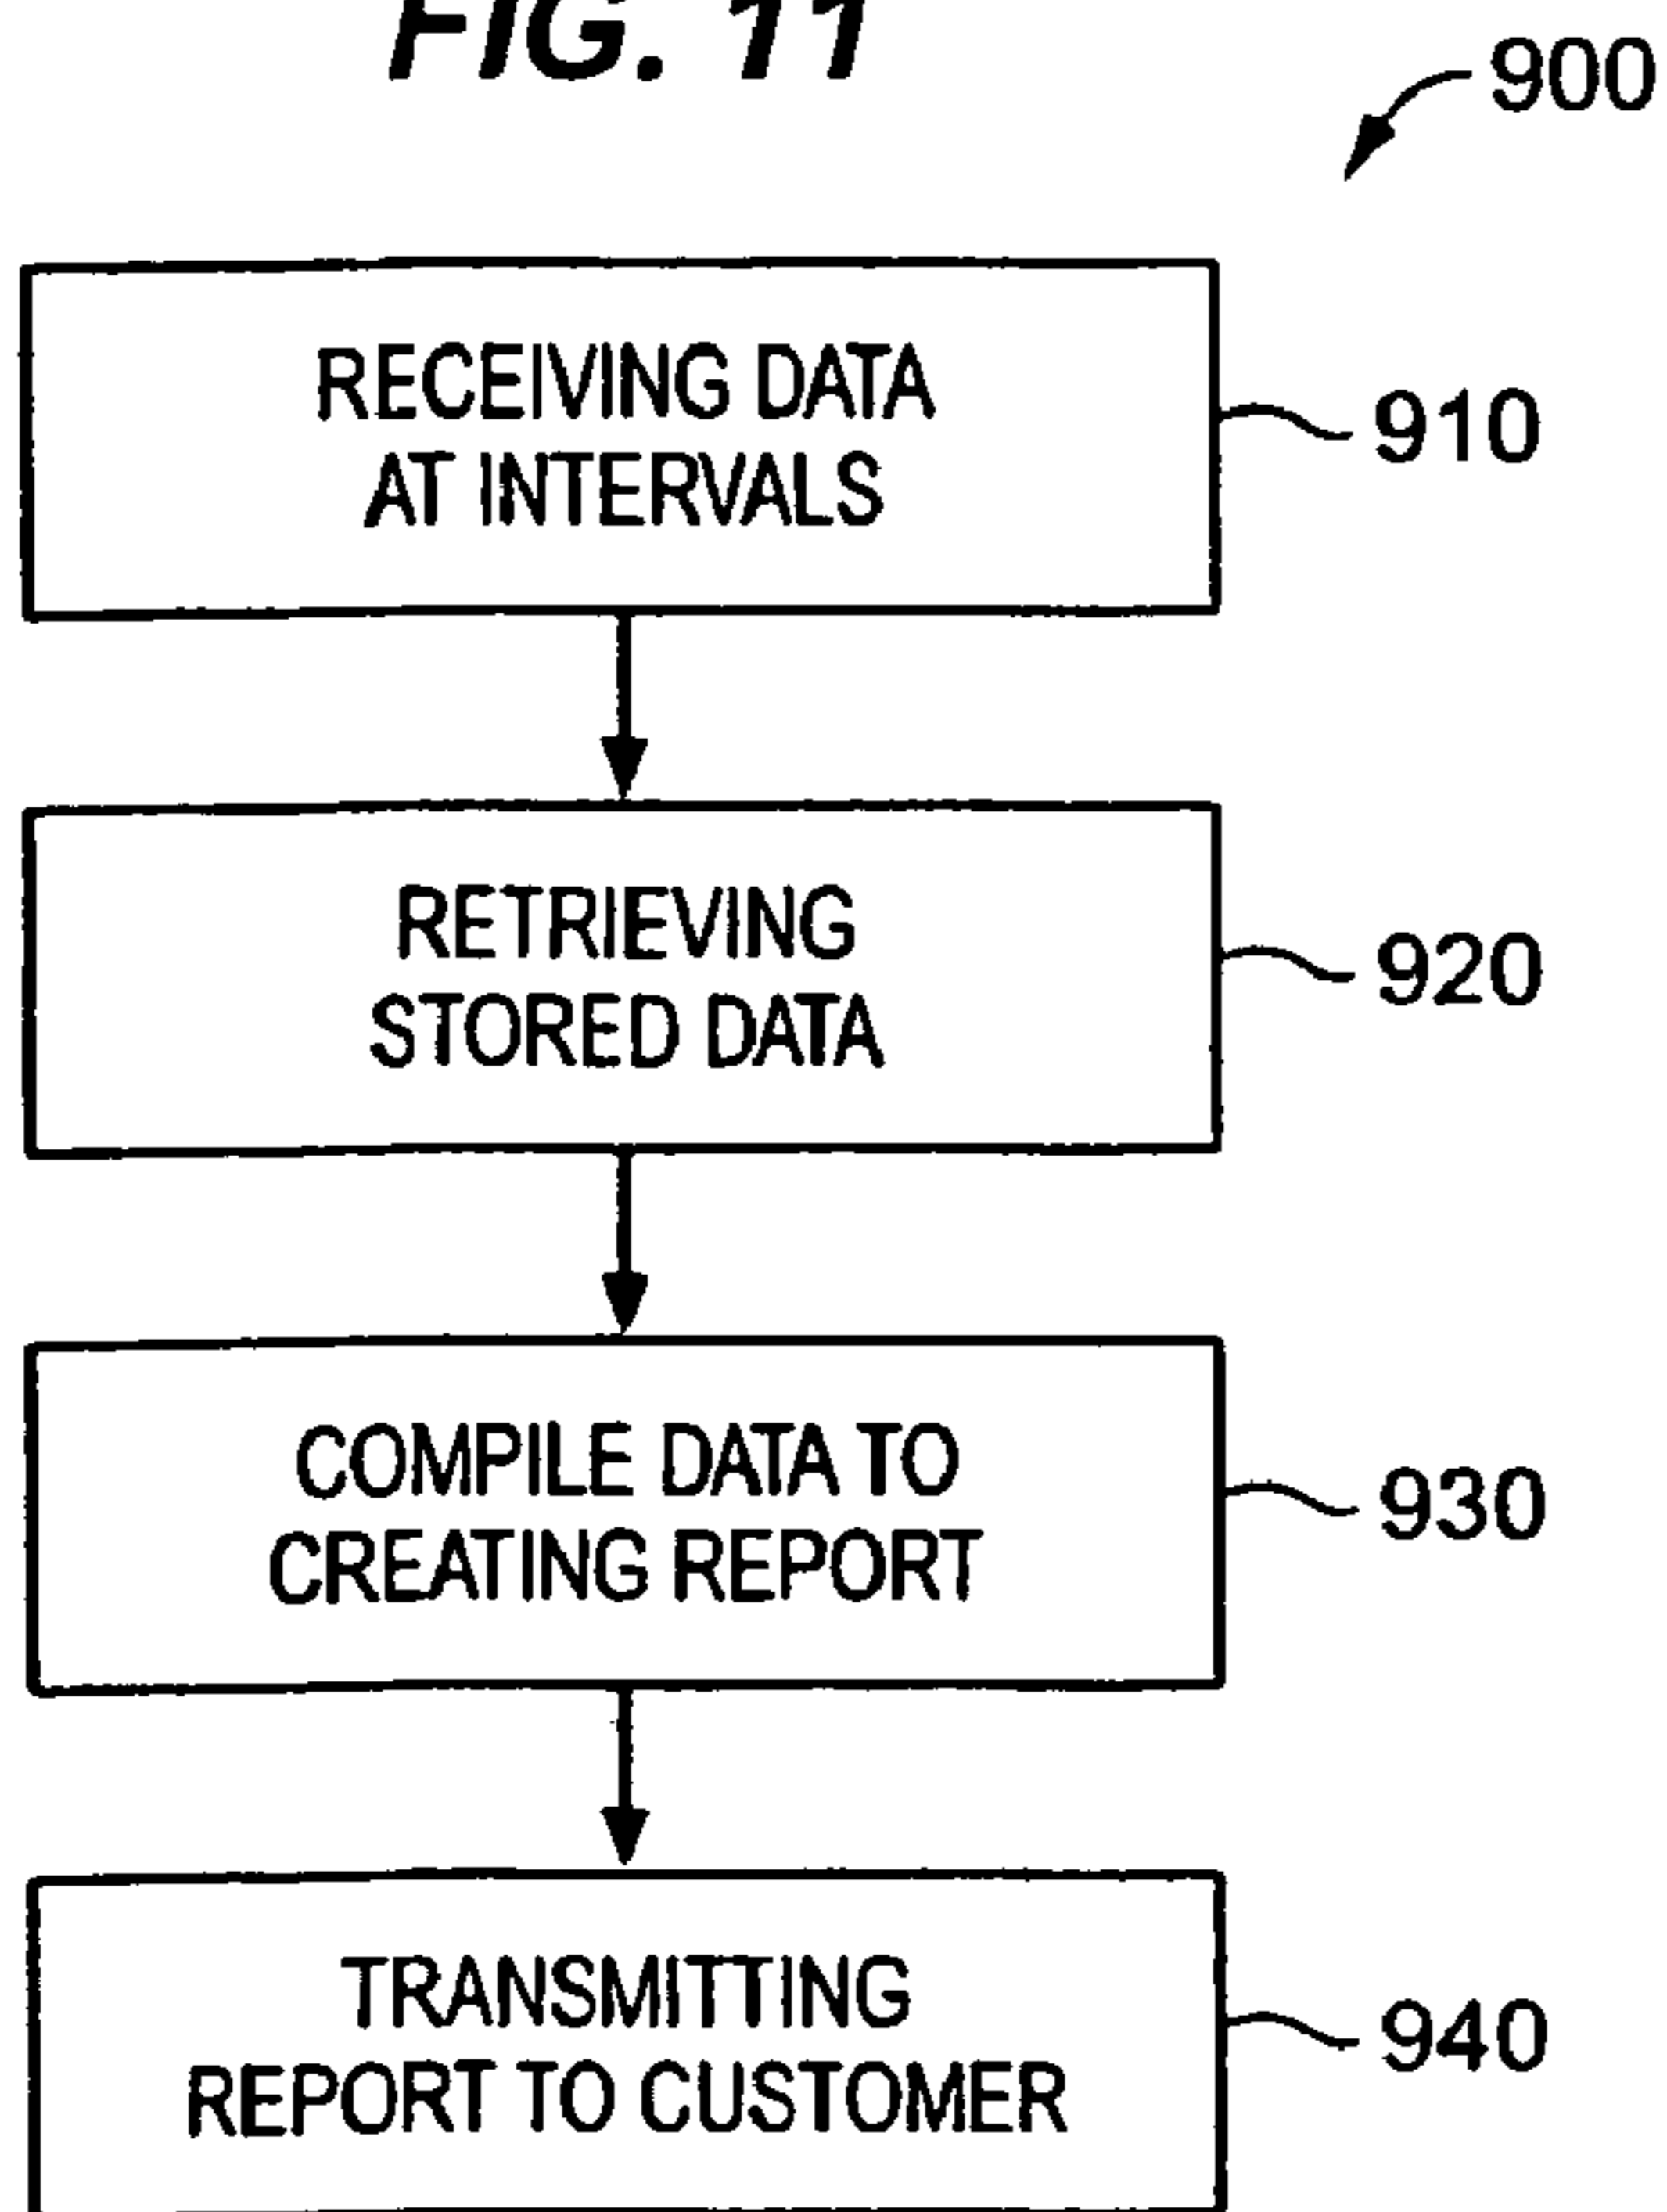 FIG. 11
900
RECEIVING DATA
AT INTERVALS
910
RETRIEVING
STORED DATA
920
COMPILE DATA TO
CREATING REPORT
930
TRANSMITTING
REPORT TO CUSTOMER
940